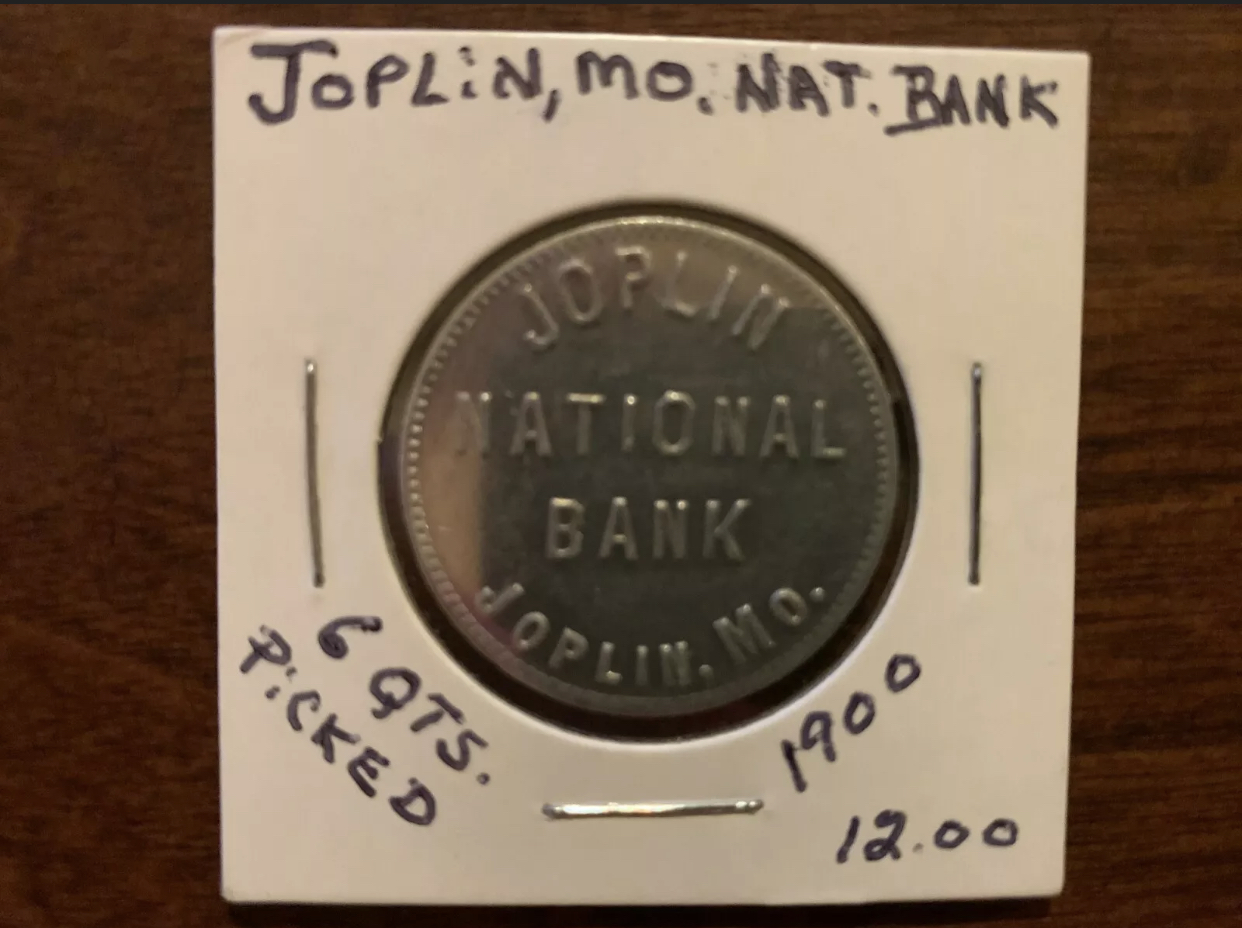 JOPLiN, MO. NAT. BANK
JOPLIN
NATIONAL
BANK
JOPLIN. MO.
6 QTS.
PiCKED
1900
12.00